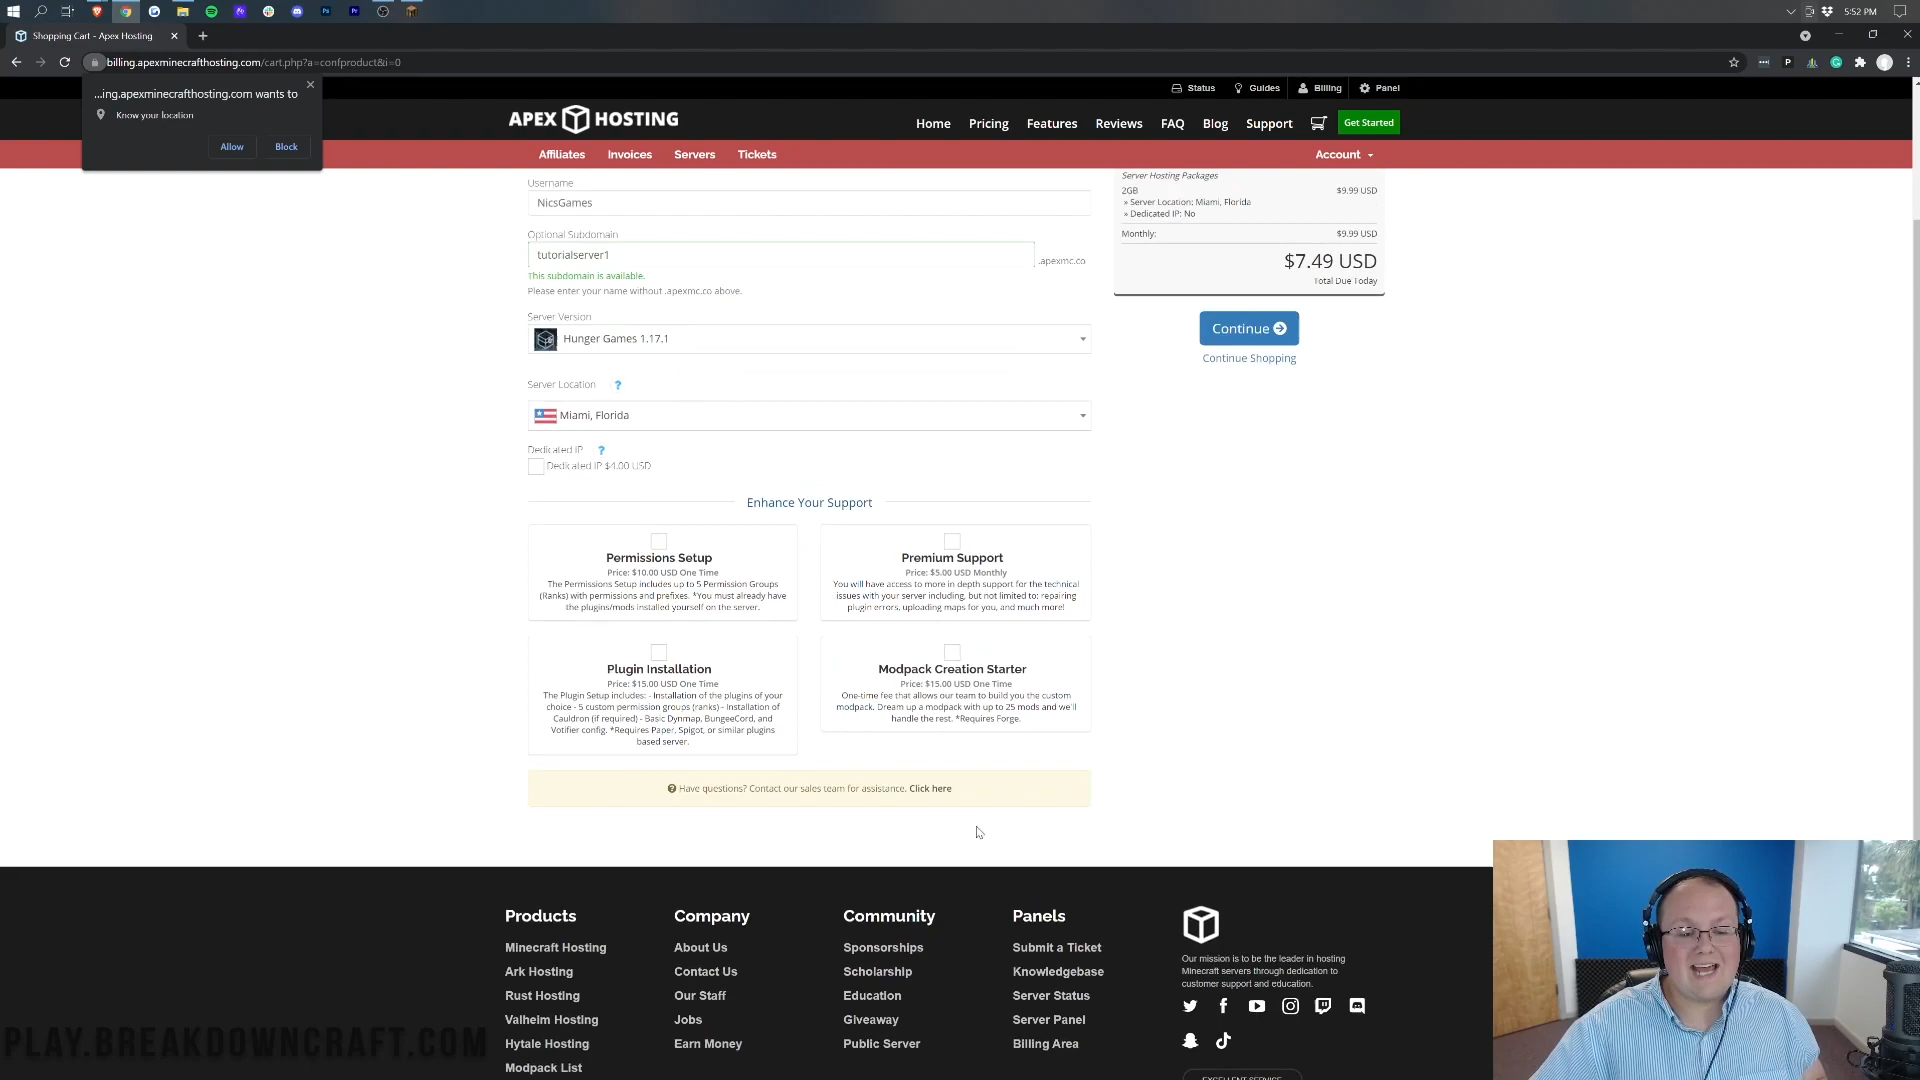 5:52 PM
Shopping Cart - Apex Hosting
billing.apexminecrafthosting.com/cart.php?a=confproduct&i=0
...ing.apexminecrafthosting.com wants to
Know your location
Allow Block
Status Guides Billing Panel
APEX HOSTING
Home Pricing Features Reviews FAQ Blog Support Get Started
Affiliates Invoices Servers Tickets Account
Username
NicsGames
Optional Subdomain
tutorialserver1 .apexmc.co
This subdomain is available.
Please enter your name without .apexmc.co above.
Server Version
Hunger Games 1.17.1
Server Location ?
Miami, Florida
Dedicated IP ?
Dedicated IP $4.00 USD
Server Hosting Packages
2GB $9.99 USD
» Server Location: Miami, Florida
» Dedicated IP: No
Monthly: $9.99 USD
$7.49 USD
Total Due Today
Continue
Continue Shopping
Enhance Your Support
Permissions Setup
Price: $10.00 USD One Time
The Permissions Setup includes up to 5 Permission Groups
(Ranks) with permissions and prefixes. *You must already have
the plugins/mods installed yourself on the server.
Premium Support
Price: $5.00 USD Monthly
You will have access to more in depth support for the technical
issues with your server including, but not limited to: repairing
plugin errors, uploading maps for you, and much more!
Plugin Installation
Price: $15.00 USD One Time
The Plugin Setup includes: - Installation of the plugins of your
choice - 5 custom permission groups (ranks) - Installation of
Cauldron (if required) - Basic Dynmap, BungeeCord, and
Votifier config. *Requires Paper, Spigot, or similar plugins
based server.
Modpack Creation Starter
Price: $15.00 USD One Time
One-time fee that allows our team to build you the custom
modpack. Dream up a modpack with up to 25 mods and we'll
handle the rest. *Requires Forge.
Have questions? Contact our sales team for assistance. Click here
Products
Minecraft Hosting
Ark Hosting
Rust Hosting
Valheim Hosting
Hytale Hosting
Modpack List
Company
About Us
Contact Us
Our Staff
Jobs
Earn Money
Community
Sponsorships
Scholarship
Education
Giveaway
Public Server
Panels
Submit a Ticket
Knowledgebase
Server Status
Server Panel
Billing Area
Our mission is to be the leader in hosting
Minecraft servers through dedication to
customer support and education.
EXCELLENT SERVICE
PLAY.BREAKDOWNCRAFT.COM